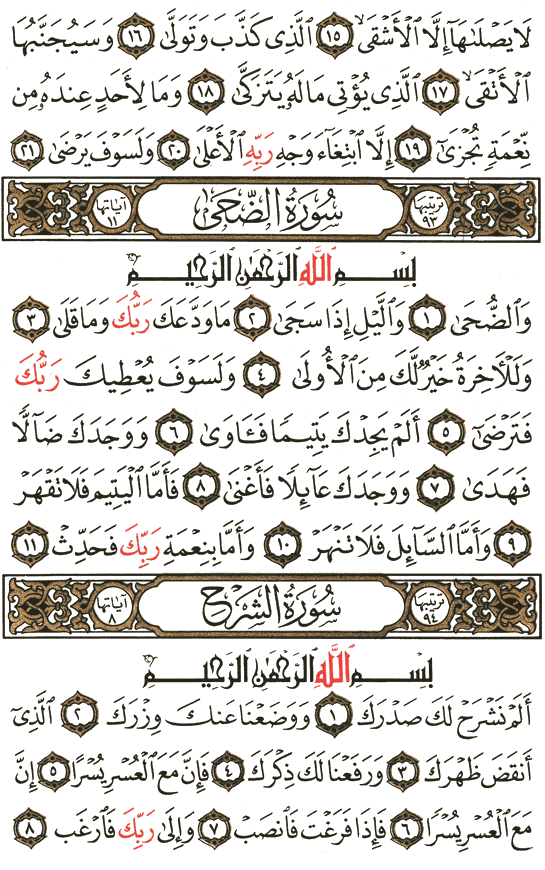 لَا يَصْلَىٰهَآ إِلَّا ٱلْأَشْقَى ١٥ ٱلَّذِى كَذَّبَ وَتَوَلَّىٰ ١٦ وَسَيُجَنَّبُهَا
ٱلْأَتْقَى ١٧ ٱلَّذِى يُؤْتِى مَالَهُۥ يَتَزَكَّىٰ ١٨ وَمَا لِأَحَدٍ عِندَهُۥ مِن
نِّعْمَةٍ تُجْزَىٰٓ ١٩ إِلَّا ٱبْتِغَآءَ وَجْهِ رَبِّهِ ٱلْأَعْلَىٰ ٢٠ وَلَسَوْفَ يَرْضَىٰ ٢١
ترتيبها ٩٣ سُورَةُ الضُّحَىٰ آياتها ١١
بِسْمِ ٱللَّهِ ٱلرَّحْمَٰنِ ٱلرَّحِيمِ
وَٱلضُّحَىٰ ١ وَٱلَّيْلِ إِذَا سَجَىٰ ٢ مَا وَدَّعَكَ رَبُّكَ وَمَا قَلَىٰ ٣
وَلَلْأَخِرَةُ خَيْرٌ لَّكَ مِنَ ٱلْأُولَىٰ ٤ وَلَسَوْفَ يُعْطِيكَ رَبُّكَ
فَتَرْضَىٰٓ ٥ أَلَمْ يَجِدْكَ يَتِيمًا فَـَٔاوَىٰ ٦ وَوَجَدَكَ ضَآلًّا
فَهَدَىٰ ٧ وَوَجَدَكَ عَآئِلًا فَأَغْنَىٰ ٨ فَأَمَّا ٱلْيَتِيمَ فَلَا تَقْهَرْ
٩ وَأَمَّا ٱلسَّآئِلَ فَلَا تَنْهَرْ ١٠ وَأَمَّا بِنِعْمَةِ رَبِّكَ فَحَدِّثْ ١١
ترتيبها ٩٤ سُورَةُ الشَّرْحِ آياتها ٨
بِسْمِ ٱللَّهِ ٱلرَّحْمَٰنِ ٱلرَّحِيمِ
أَلَمْ نَشْرَحْ لَكَ صَدْرَكَ ١ وَوَضَعْنَا عَنكَ وِزْرَكَ ٢ ٱلَّذِىٓ
أَنقَضَ ظَهْرَكَ ٣ وَرَفَعْنَا لَكَ ذِكْرَكَ ٤ فَإِنَّ مَعَ ٱلْعُسْرِ يُسْرًا ٥ إِنَّ
مَعَ ٱلْعُسْرِ يُسْرًا ٦ فَإِذَا فَرَغْتَ فَٱنصَبْ ٧ وَإِلَىٰ رَبِّكَ فَٱرْغَب ٨